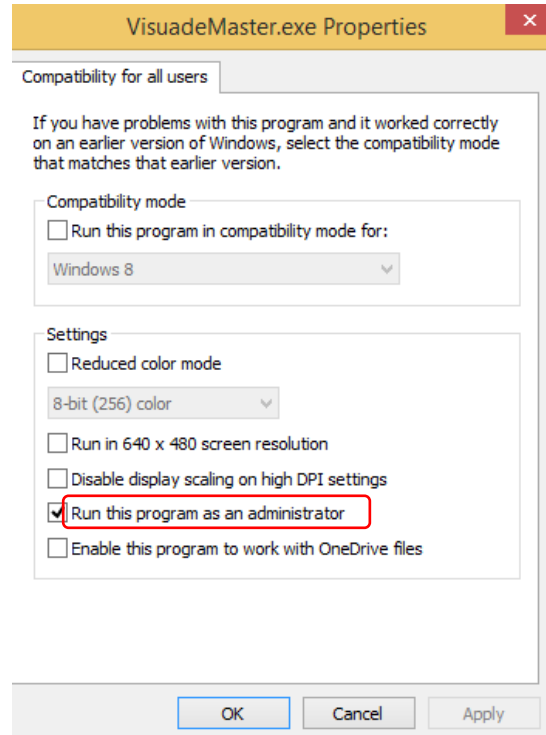 VisuadeMaster.exe Properties
Compatibility for all users
If you have problems with this program and it worked correctly
on an earlier version of Windows, select the compatibility mode
that matches that earlier version.
Compatibility mode
Run this program in compatibility mode for:
Windows 8
Settings
Reduced color mode
8-bit (256) color
Run in 640 x 480 screen resolution
Disable display scaling on high DPI settings
Run this program as an administrator
Enable this program to work with OneDrive files
OK Cancel Apply